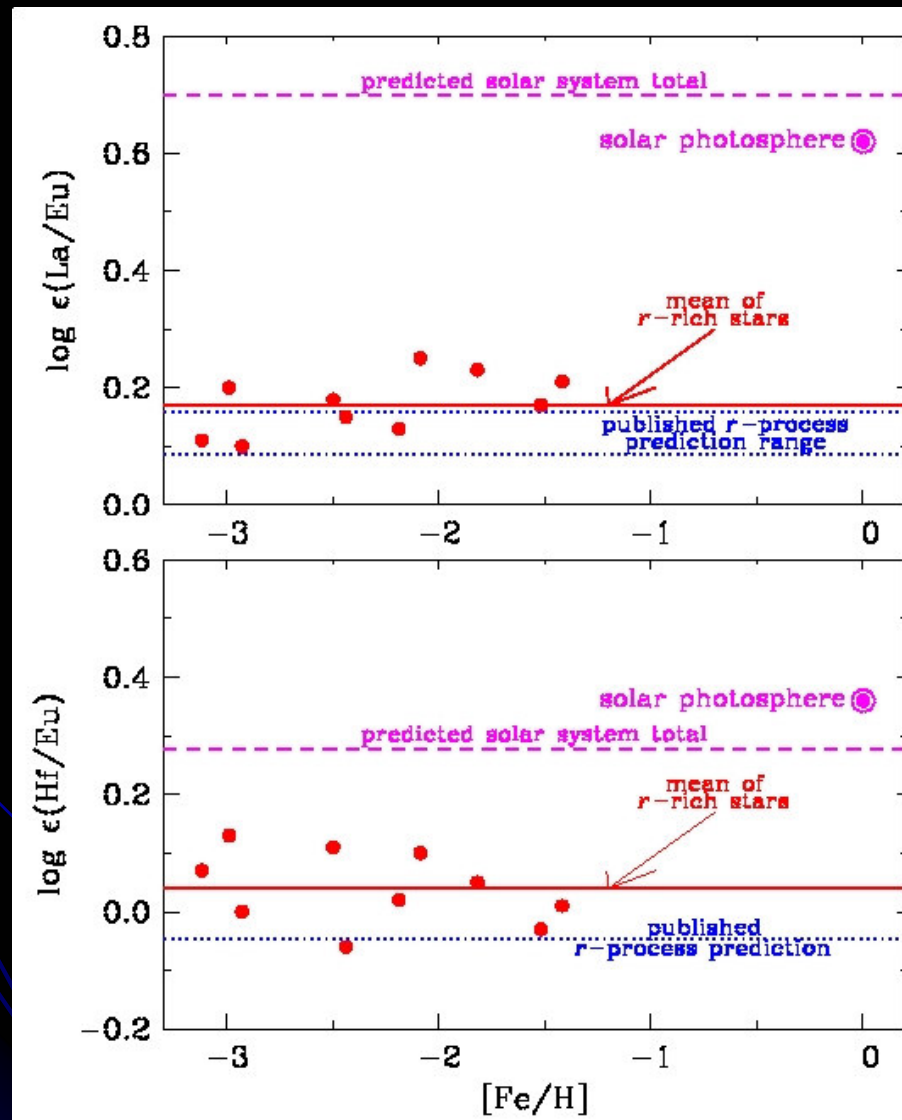 0.8
predicted solar system total
solar photosphere
0.6
log ε(La/Eu)
0.4
mean of
r-rich stars
0.2
published r-process
prediction range
0.0
−3 −2 −1 0
0.6
log ε(Hf/Eu)
0.4
solar photosphere
predicted solar system total
0.2
mean of
r-rich stars
0.0
published
r-process prediction
−0.2
−3 −2 −1 0
[Fe/H]